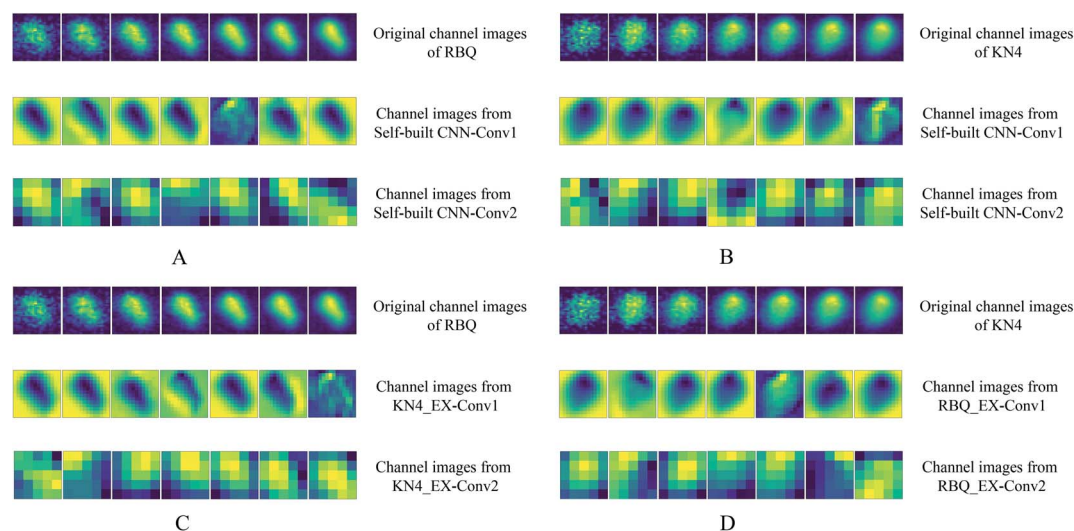 Original channel images
of RBQ
Channel images from
Self-built CNN-Conv1
Channel images from
Self-built CNN-Conv2
A
Original channel images
of KN4
Channel images from
Self-built CNN-Conv1
Channel images from
Self-built CNN-Conv2
B
Original channel images
of RBQ
Channel images from
KN4_EX-Conv1
Channel images from
KN4_EX-Conv2
C
Original channel images
of KN4
Channel images from
RBQ_EX-Conv1
Channel images from
RBQ_EX-Conv2
D